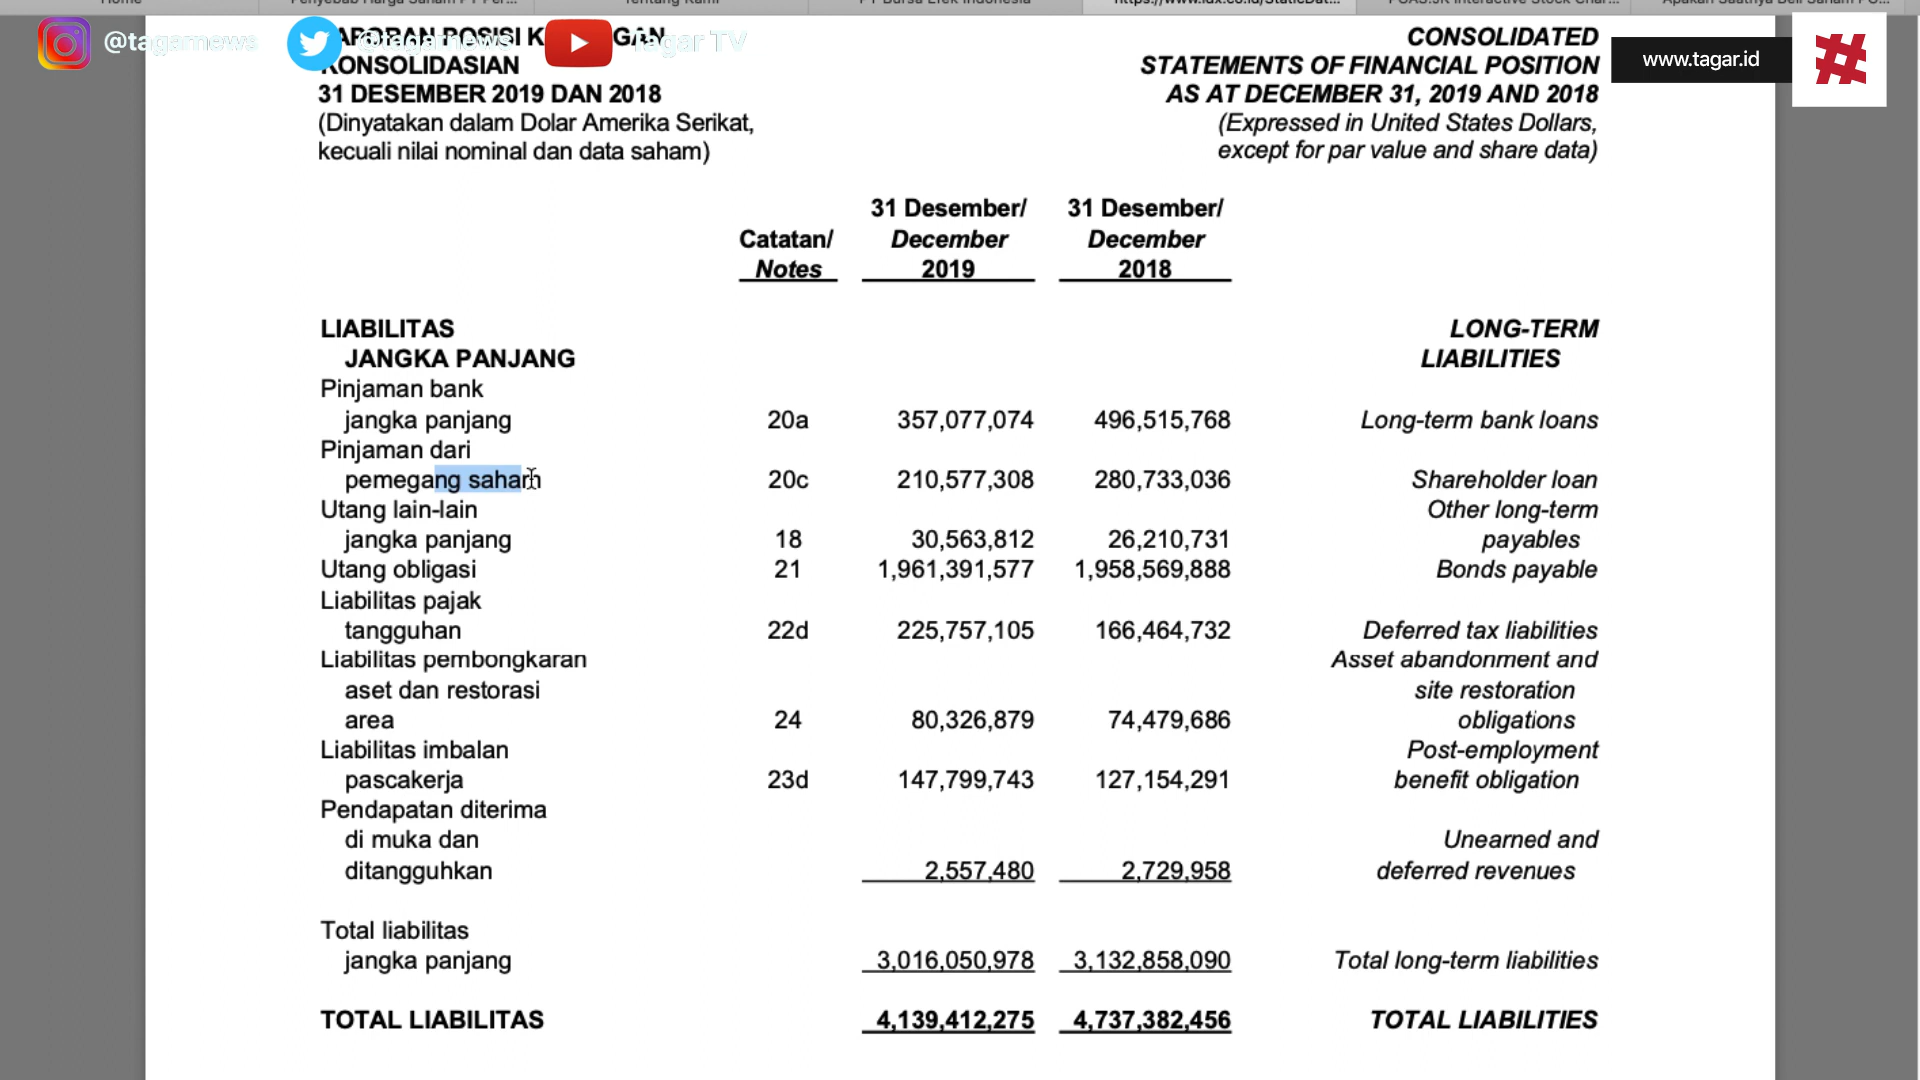 @tagarnews
@tagarnews
Tagar TV
www.tagar.id
KONSOLIDASIAN
31 DESEMBER 2019 DAN 2018
(Dinyatakan dalam Dolar Amerika Serikat,
kecuali nilai nominal dan data saham)
CONSOLIDATED
STATEMENTS OF FINANCIAL POSITION
AS AT DECEMBER 31, 2019 AND 2018
(Expressed in United States Dollars,
except for par value and share data)
31 Desember/ 31 Desember/
Catatan/ December December
Notes 2019 2018
LIABILITAS LONG-TERM
JANGKA PANJANG LIABILITIES
Pinjaman bank
jangka panjang 20a 357,077,074 496,515,768 Long-term bank loans
Pinjaman dari
pemegang saham 20c 210,577,308 280,733,036 Shareholder loan
Utang lain-lain Other long-term
jangka panjang 18 30,563,812 26,210,731 payables
Utang obligasi 21 1,961,391,577 1,958,569,888 Bonds payable
Liabilitas pajak
tangguhan 22d 225,757,105 166,464,732 Deferred tax liabilities
Liabilitas pembongkaran Asset abandonment and
aset dan restorasi site restoration
area 24 80,326,879 74,479,686 obligations
Liabilitas imbalan Post-employment
pascakerja 23d 147,799,743 127,154,291 benefit obligation
Pendapatan diterima
di muka dan Unearned and
ditangguhkan 2,557,480 2,729,958 deferred revenues
Total liabilitas
jangka panjang 3,016,050,978 3,132,858,090 Total long-term liabilities
TOTAL LIABILITAS 4,139,412,275 4,737,382,456 TOTAL LIABILITIES